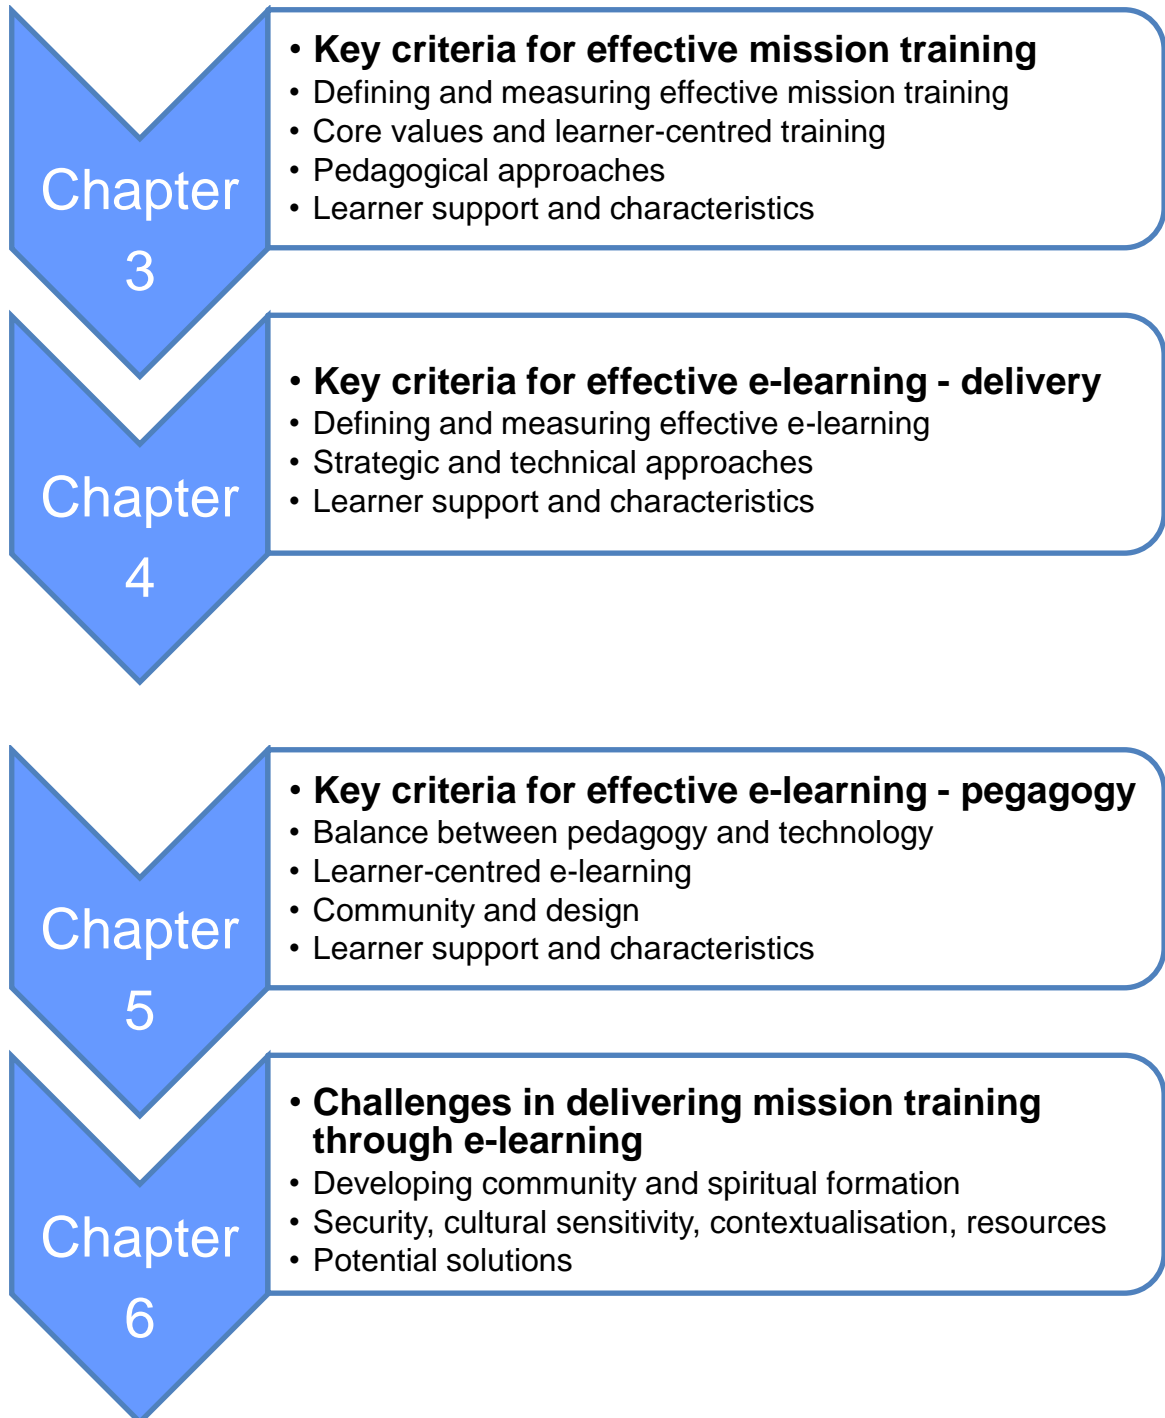 Chapter
3
• Key criteria for effective mission training
• Defining and measuring effective mission training
• Core values and learner-centred training
• Pedagogical approaches
• Learner support and characteristics
Chapter
4
• Key criteria for effective e-learning - delivery
• Defining and measuring effective e-learning
• Strategic and technical approaches
• Learner support and characteristics
Chapter
5
• Key criteria for effective e-learning - pegagogy
• Balance between pedagogy and technology
• Learner-centred e-learning
• Community and design
• Learner support and characteristics
Chapter
6
• Challenges in delivering mission training
through e-learning
• Developing community and spiritual formation
• Security, cultural sensitivity, contextualisation, resources
• Potential solutions